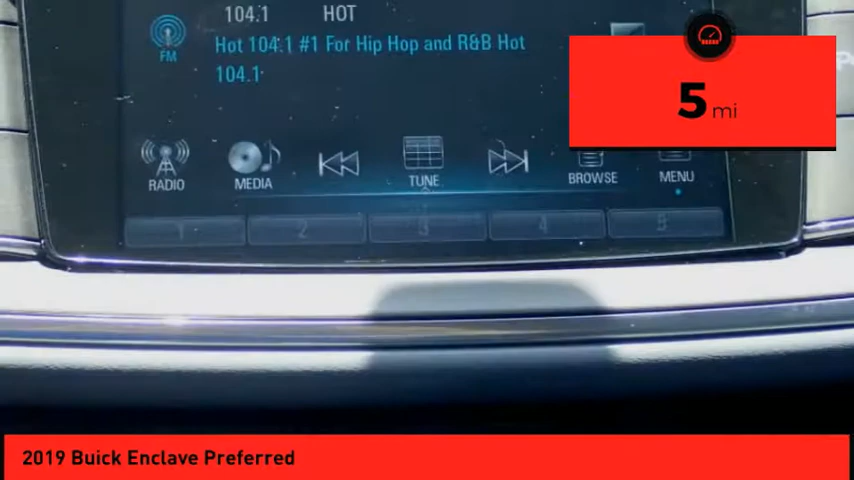 104.1 HOT
FM
Hot 104.1 #1 For Hip Hop and R&B Hot
104.1
5 mi
RADIO MEDIA TUNE BROWSE MENU
1 2 3 4 5
2019 Buick Enclave Preferred